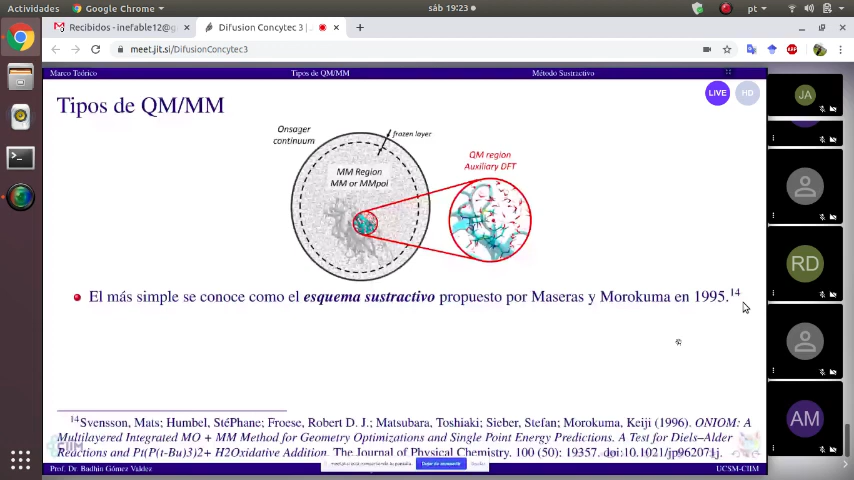 Actividades
Google Chrome
sáb 19:23
pt
Recibidos - inefable12@g
Difusion Concytec 3 |
meet.jit.si/DifusionConcytec3
Marco Teórico
Tipos de QM/MM
Método Sustractivo
Tipos de QM/MM
LIVE
HD
JA
Onsager
continuum
frozen layer
MM Region
MM or MMpol
QM region
Auxiliary DFT
El más simple se conoce como el esquema sustractivo propuesto por Maseras y Morokuma en 1995.14
RD
AM
14Svensson, Mats; Humbel, StéPhane; Froese, Robert D. J.; Matsubara, Toshiaki; Sieber, Stefan; Morokuma, Keiji (1996). ONIOM: A
Multilayered Integrated MO + MM Method for Geometry Optimizations and Single Point Energy Predictions. A Test for Diels–Alder
Reactions and Pt(P(t-Bu)3)2+ H2Oxidative Addition. The Journal of Physical Chemistry. 100 (50): 19357. doi:10.1021/jp962071j.
Prof. Dr. Badhin Gómez Valdez
UCSM-CIIM